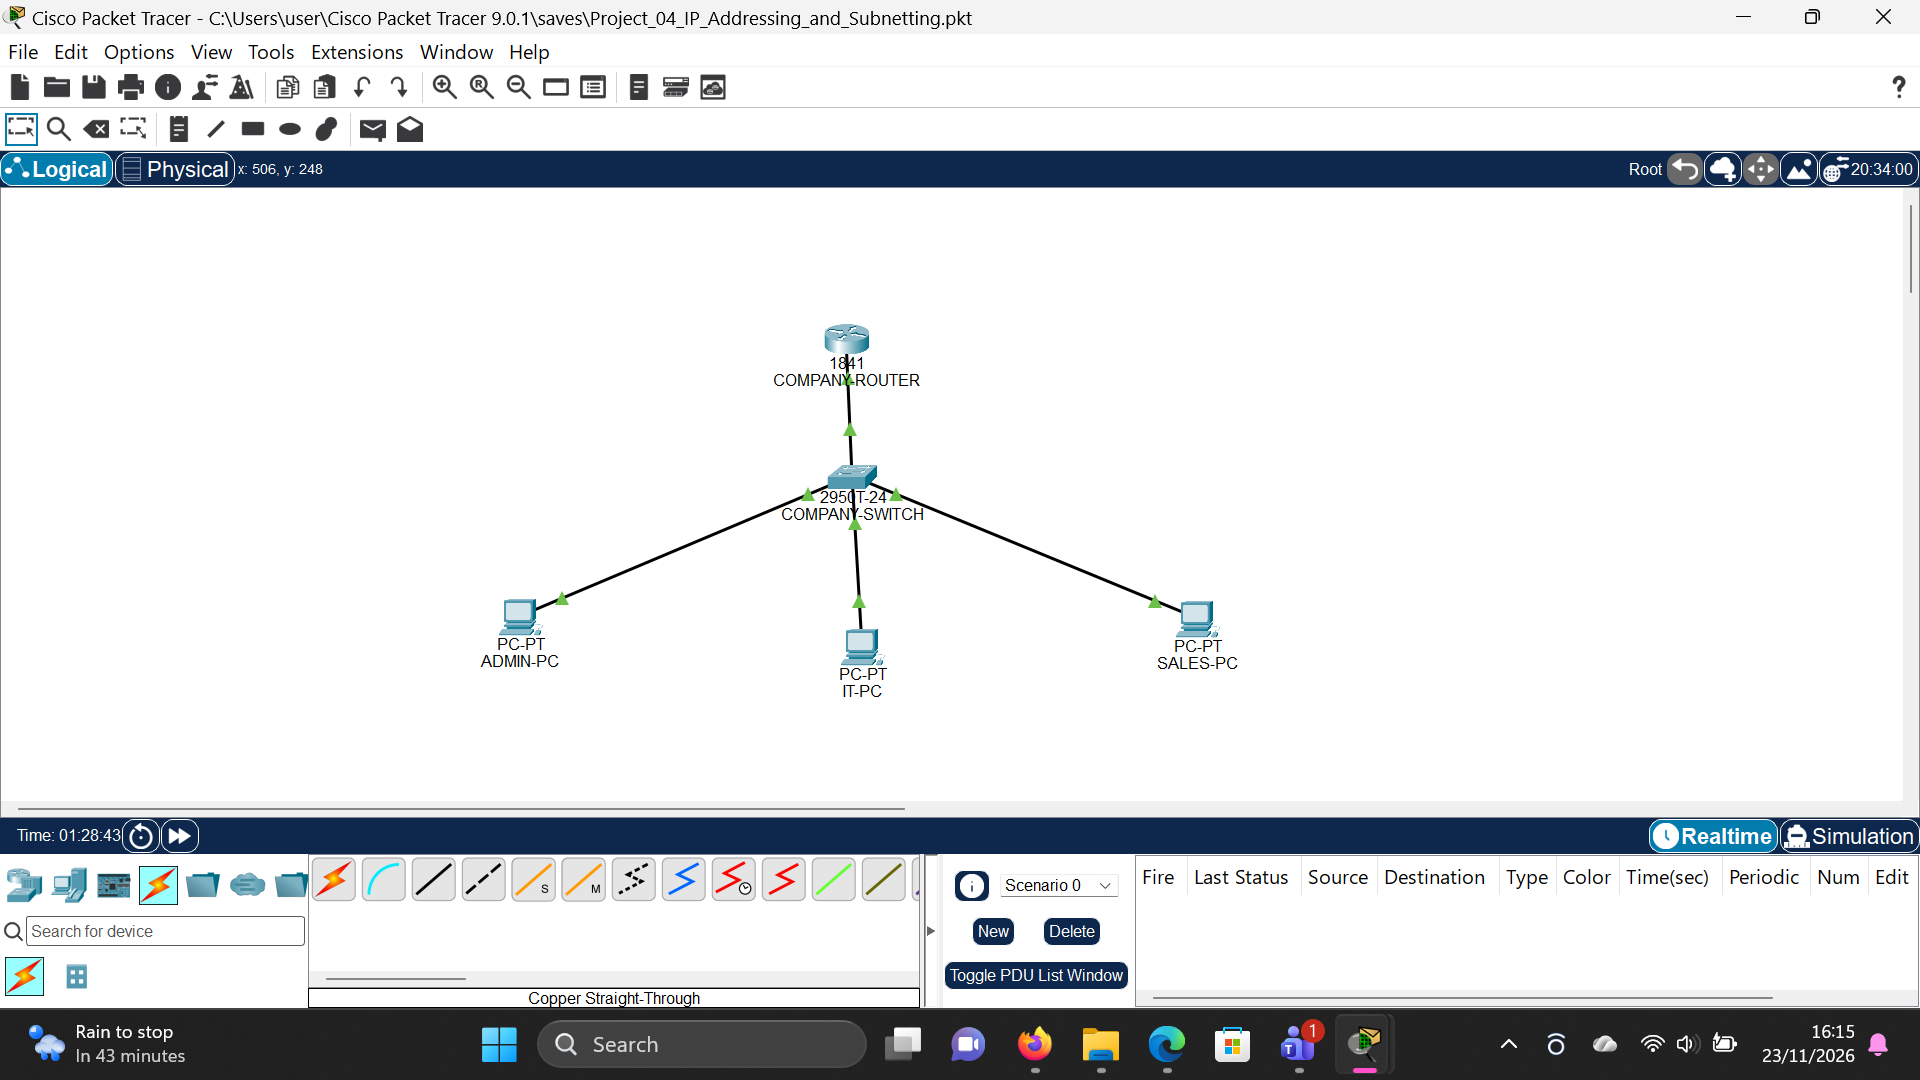 Cisco Packet Tracer - C:\Users\user\Cisco Packet Tracer 9.0.1\saves\Project_04_IP_Addressing_and_Subnetting.pkt
File Edit Options View Tools Extensions Window Help
Logical Physical x: 506, y: 248 Root 20:34:00
1841
COMPANY-ROUTER
2950T-24
COMPANY-SWITCH
PC-PT
ADMIN-PC
PC-PT
IT-PC
PC-PT
SALES-PC
Time: 01:28:43 Realtime Simulation
S M
Scenario 0
Fire Last Status Source Destination Type Color Time(sec) Periodic Num Edit
Search for device
New Delete
Toggle PDU List Window
Copper Straight-Through
Rain to stop
In 43 minutes
Search
1
16:15
23/11/2026